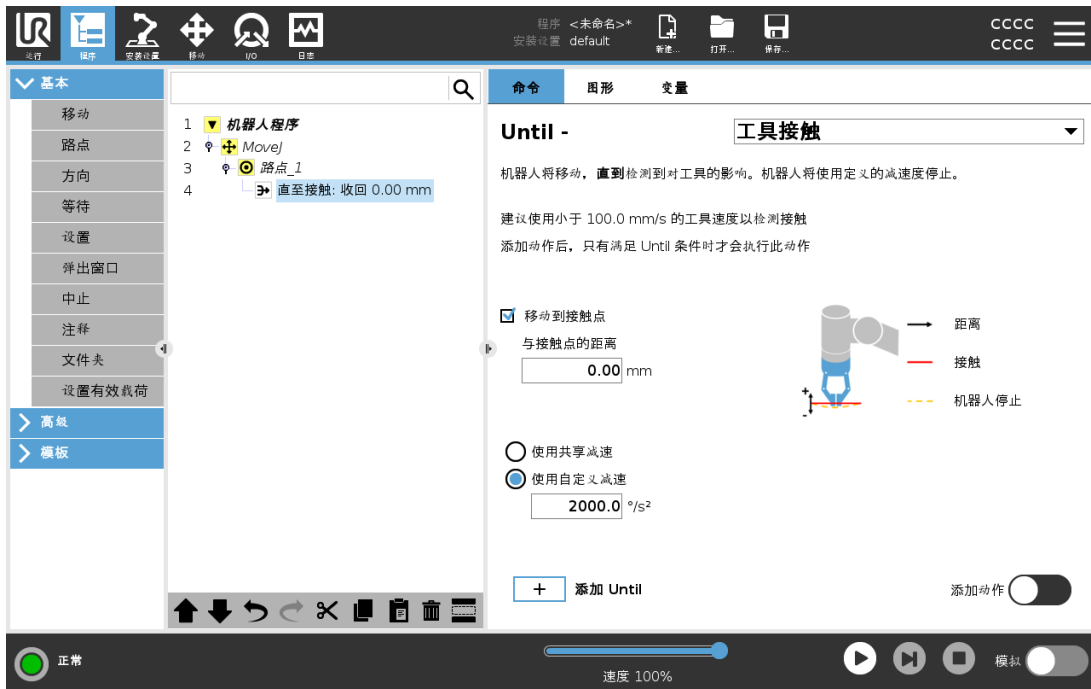 程序 <未命名>*
安装设置 default
cccc
cccc
运行
程序
安装设置
移动
I/O
日志
新建...
打开...
保存...
基本
移动
路点
方向
等待
设置
弹出窗口
中止
注释
文件夹
设置有效载荷
高级
模板
1 机器人程序
2 MoveJ
3 路点_1
4 直至接触: 收回 0.00 mm
命令 图形 变量
Until - 工具接触
机器人将移动，直到检测到对工具的影响。机器人将使用定义的减速度停止。
建议使用小于 100.0 mm/s 的工具速度以检测接触
添加动作后，只有满足 Until 条件时才会执行此动作
移动到接触点
与接触点的距离
0.00 mm
距离
接触
机器人停止
+
-
使用共享减速
使用自定义减速
2000.0 °/s²
+ 添加 Until
添加动作
正常
速度 100%
模拟